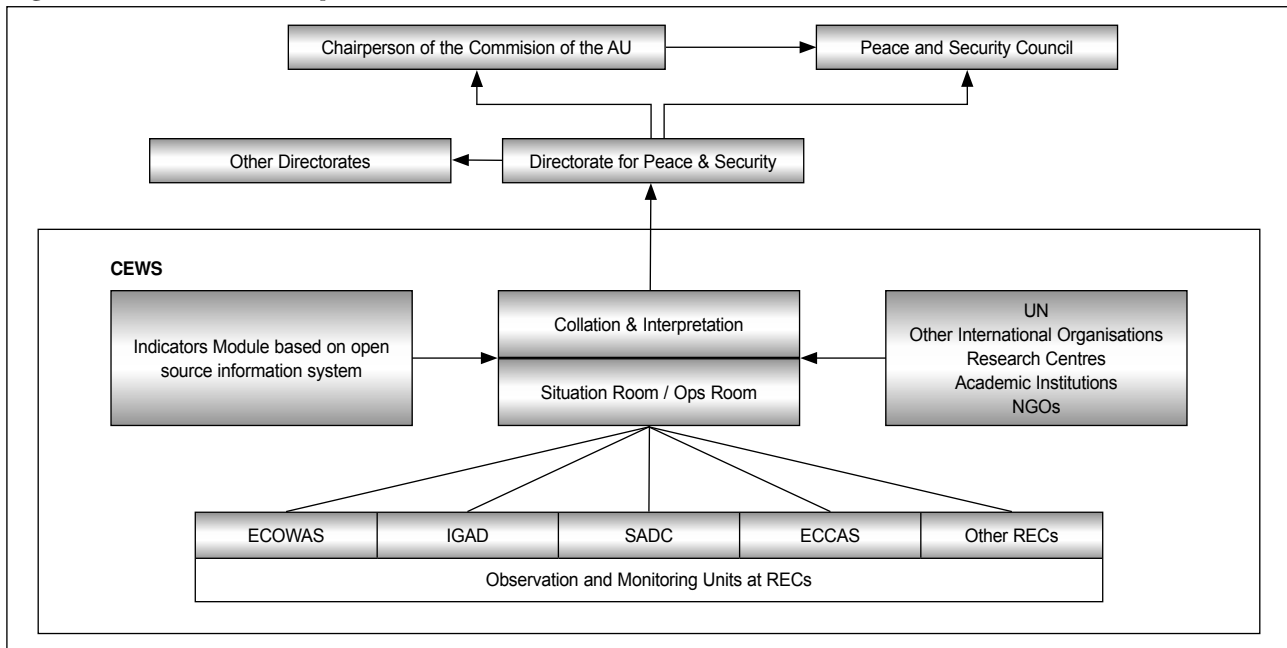 Chairperson of the Commision of the AU
Peace and Security Council
Other Directorates
Directorate for Peace & Security
CEWS
Indicators Module based on open
source information system
Collation & Interpretation
Situation Room / Ops Room
UN
Other International Organisations
Research Centres
Academic Institutions
NGOs
ECOWAS
IGAD
SADC
ECCAS
Other RECs
Observation and Monitoring Units at RECs